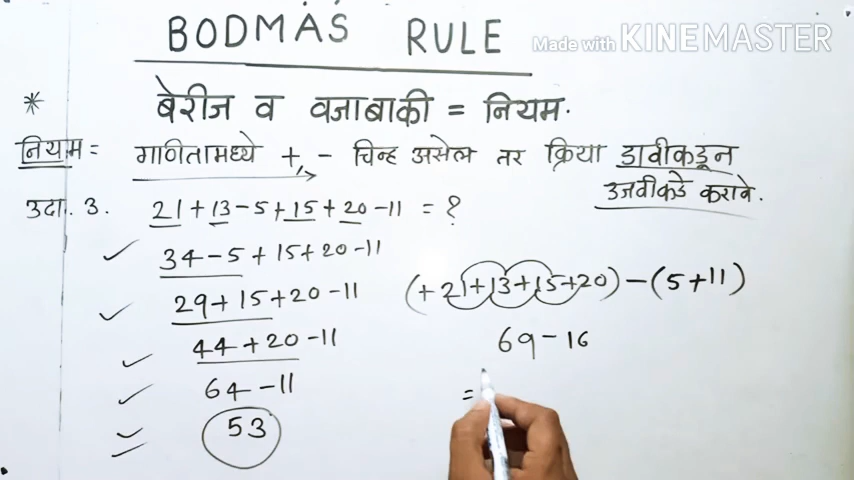 BODMAS RULE
Made with KINEMASTER
* बेरीज व वजाबाकी = नियम.
नियम = गणितामध्ये +, - चिन्ह असेल तर क्रिया डावीकडून
उजवीकडे करावे.
उदा. 3. 21 + 13 - 5 + 15 + 20 - 11 = ?
✓ 34 - 5 + 15 + 20 - 11
✓ 29 + 15 + 20 - 11
✓ 44 + 20 - 11
✓ 64 - 11
✓ 53
(+ 21 + 13 + 15 + 20) - (5 + 11)
69 - 16
=